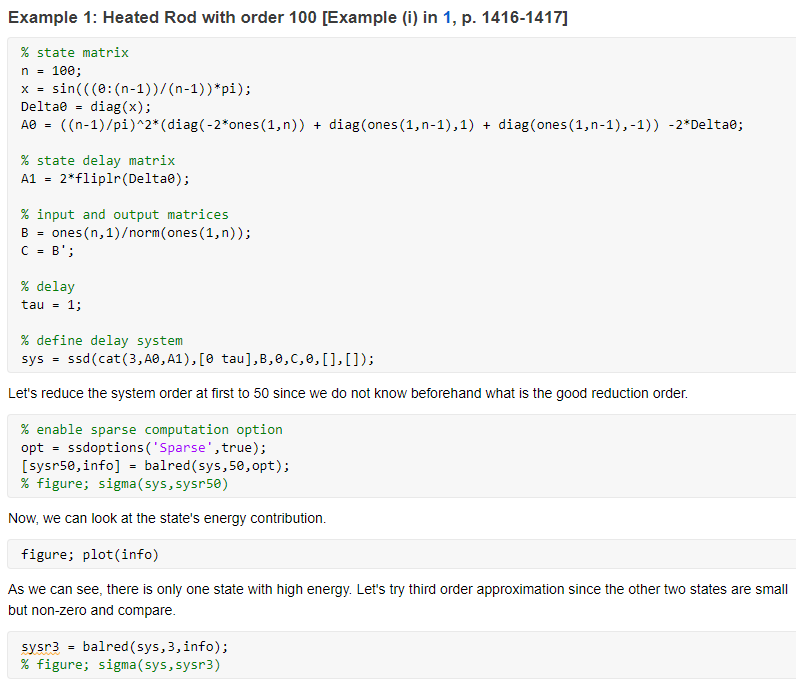 Example 1: Heated Rod with order 100 [Example (i) in 1, p. 1416-1417]
% state matrix
n = 100;
x = sin(((0:(n-1))/(n-1))*pi);
Delta0 = diag(x);
A0 = ((n-1)/pi)^2*(diag(-2*ones(1,n)) + diag(ones(1,n-1),1) + diag(ones(1,n-1),-1)) -2*Delta0;
% state delay matrix
A1 = 2*fliplr(Delta0);
% input and output matrices
B = ones(n,1)/norm(ones(1,n));
C = B';
% delay
tau = 1;
% define delay system
sys = ssd(cat(3,A0,A1),[0 tau],B,0,C,0,[],[]);
Let's reduce the system order at first to 50 since we do not know beforehand what is the good reduction order.
% enable sparse computation option
opt = ssdoptions('Sparse',true);
[sysr50,info] = balred(sys,50,opt);
% figure; sigma(sys,sysr50)
Now, we can look at the state's energy contribution.
figure; plot(info)
As we can see, there is only one state with high energy. Let's try third order approximation since the other two states are small
but non-zero and compare.
sysr3 = balred(sys,3,info);
% figure; sigma(sys,sysr3)